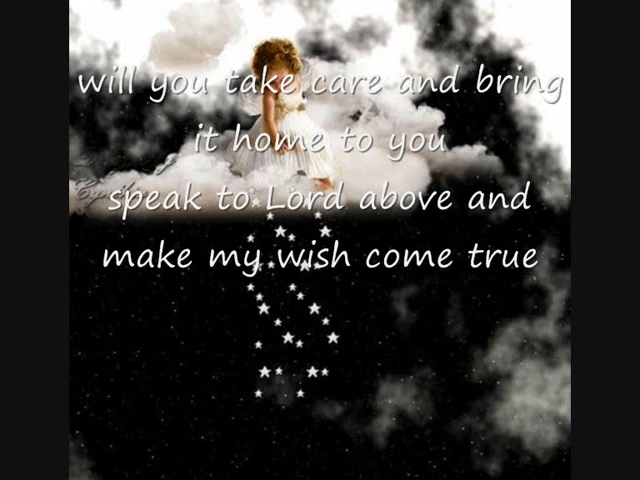 will you take care and bring
it home to you
speak to Lord above and
make my wish come true